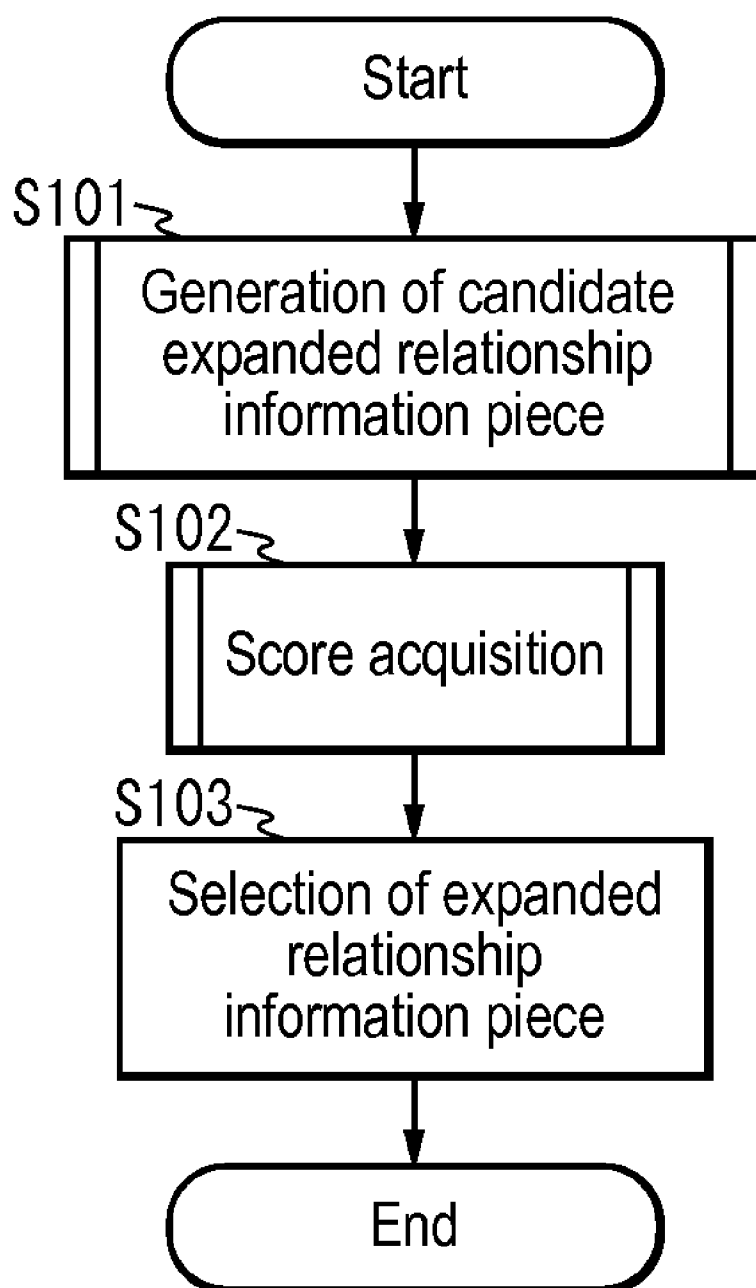 Start
S101
Generation of candidate
expanded relationship
information piece
S102
Score acquisition
S103
Selection of expanded
relationship
information piece
End